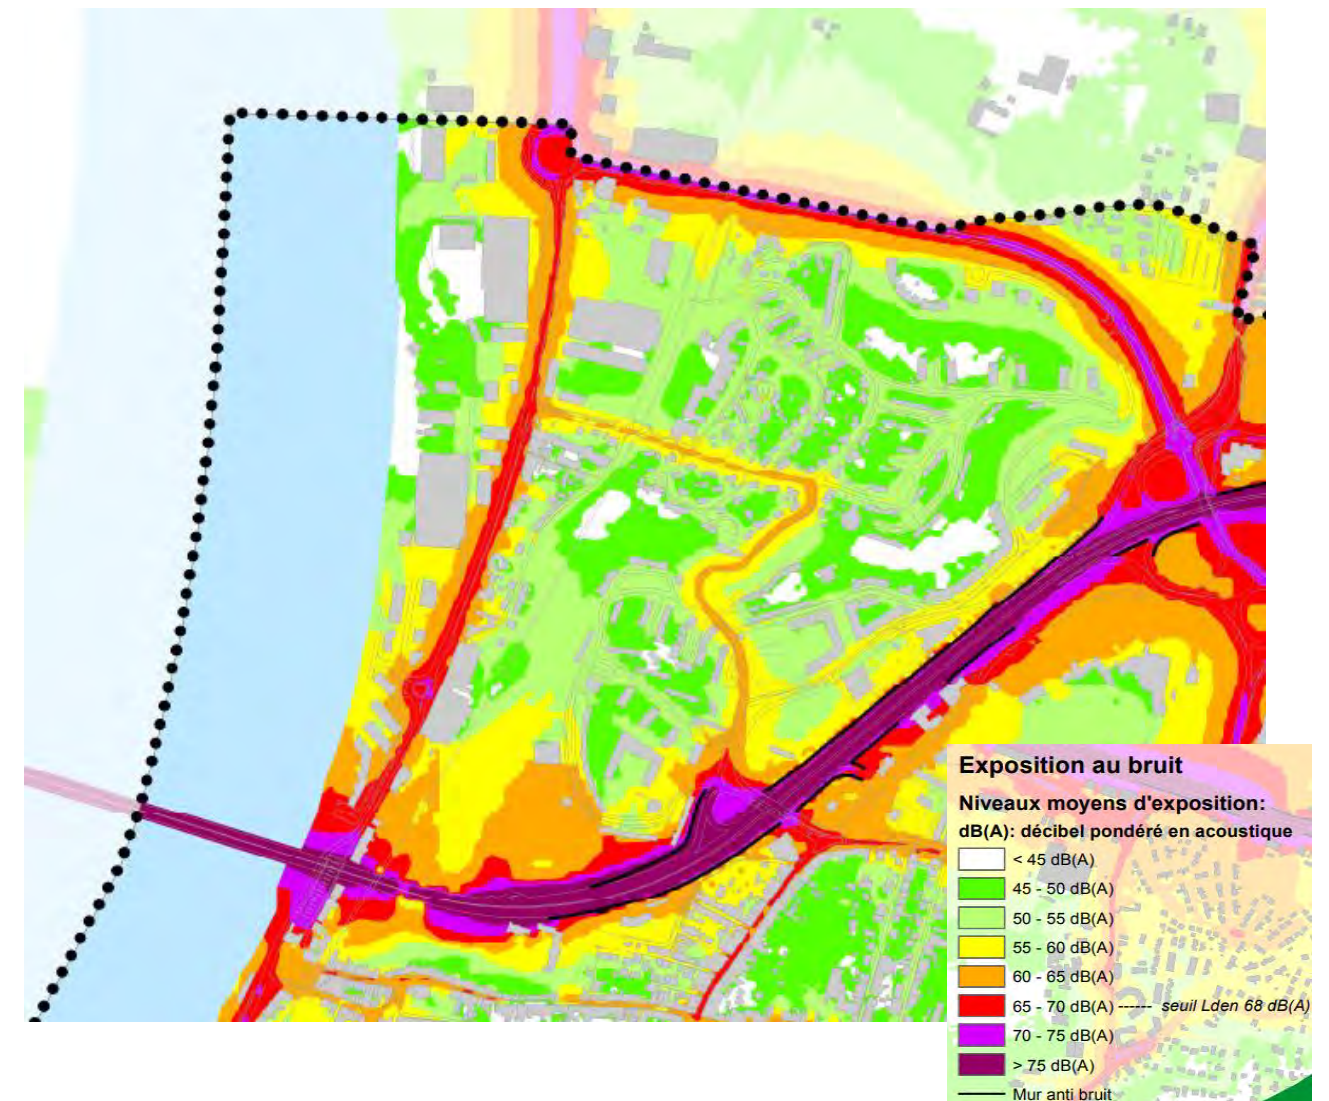 Exposition au bruit
Niveaux moyens d'exposition:
dB(A): décibel pondéré en acoustique
< 45 dB(A)
45 - 50 dB(A)
50 - 55 dB(A)
55 - 60 dB(A)
60 - 65 dB(A)
65 - 70 dB(A) ------ seuil Lden 68 dB(A)
70 - 75 dB(A)
> 75 dB(A)
Mur anti bruit